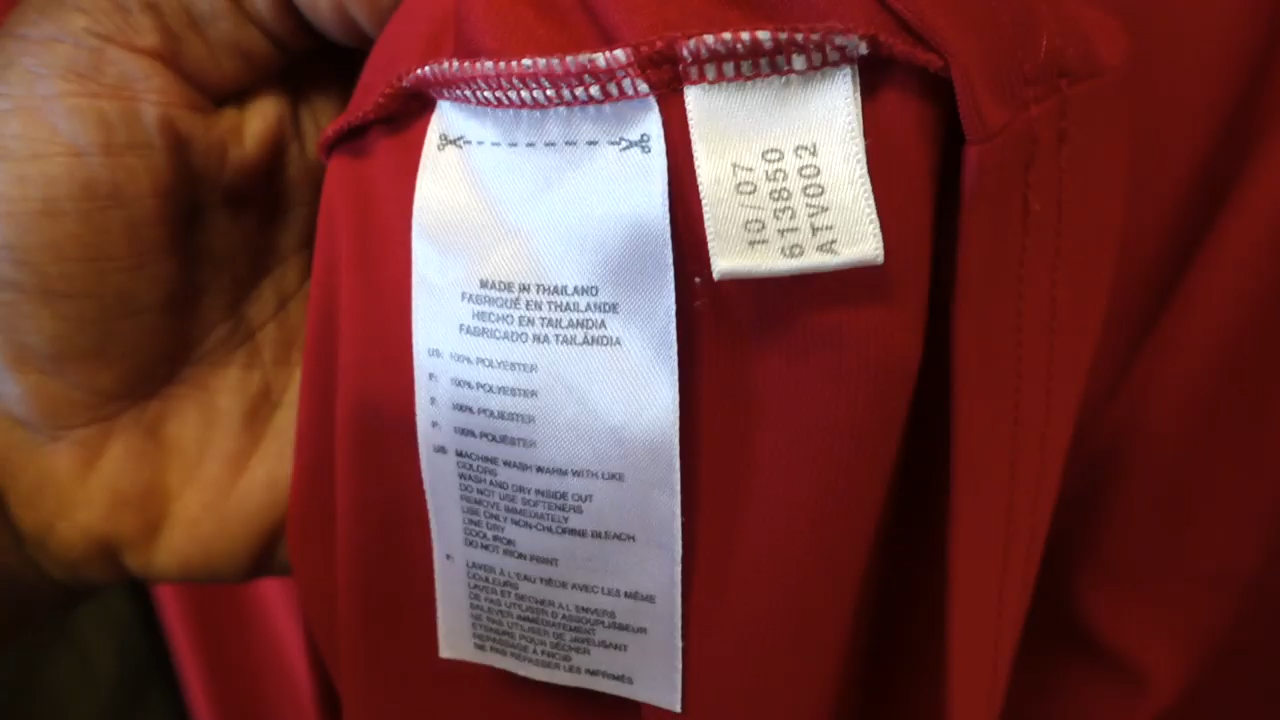 MADE IN THAILAND
FABRIQUÉ EN THAILANDE
HECHO EN TAILANDIA
FABRICADO NA TAILÂNDIA
US: 100% POLYESTER
F: 100% POLYESTER
E: 100% POLIESTER
P: 100% POLIÉSTER
US: MACHINE WASH WARM WITH LIKE
COLORS
WASH AND DRY INSIDE OUT
DO NOT USE SOFTENERS
REMOVE IMMEDIATELY
USE ONLY NON-CHLORINE BLEACH
LINE DRY
COOL IRON
DO NOT IRON PRINT
F: LAVER À L'EAU TIÈDE AVEC LES MÊME
COULEURS
LAVER ET SECHER A L'ENVERS
DE PAS UTILISER D'ASSOUPLISSEUR
ENLEVER IMMÉDIATEMENT
NE PAS UTILISER DE JAVELISANT
ETENDRE POUR SÉCHER
REPASSAGE À FROID
NE PAS REPASSER LES IMPRIMÉS
10/07
613850
ATV002